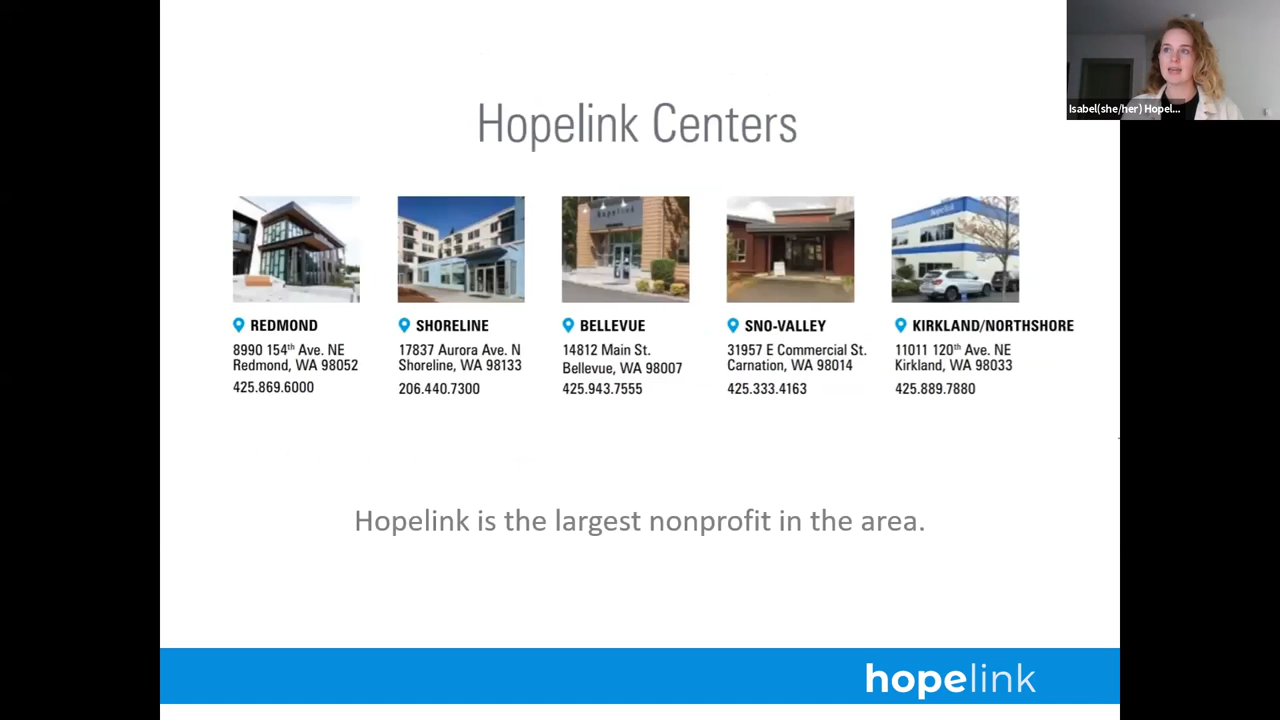 Isabel(she/her) Hopel...
Hopelink Centers
hopelink
Hopelink
REDMOND
8990 154th Ave. NE
Redmond, WA 98052
425.869.6000
SHORELINE
17837 Aurora Ave. N
Shoreline, WA 98133
206.440.7300
BELLEVUE
14812 Main St.
Bellevue, WA 98007
425.943.7555
SNO-VALLEY
31957 E Commercial St.
Carnation, WA 98014
425.333.4163
KIRKLAND/NORTHSHORE
11011 120th Ave. NE
Kirkland, WA 98033
425.889.7880
Hopelink is the largest nonprofit in the area.
hopelink